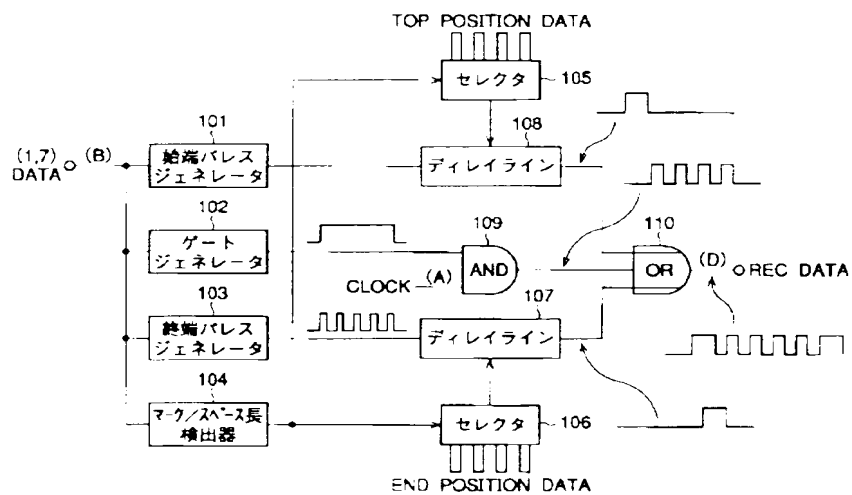 TOP POSITION DATA
セレクタ
105
101
108
(1,7)
DATA
(B)
始端パルス
ジェネレータ
ディレイライン
102
ゲート
ジェネレータ
109
AND
110
OR
(D)
REC DATA
CLOCK
(A)
103
107
終端パルス
ジェネレータ
ディレイライン
104
マーク/スペース長
検出器
セレクタ
106
END POSITION DATA